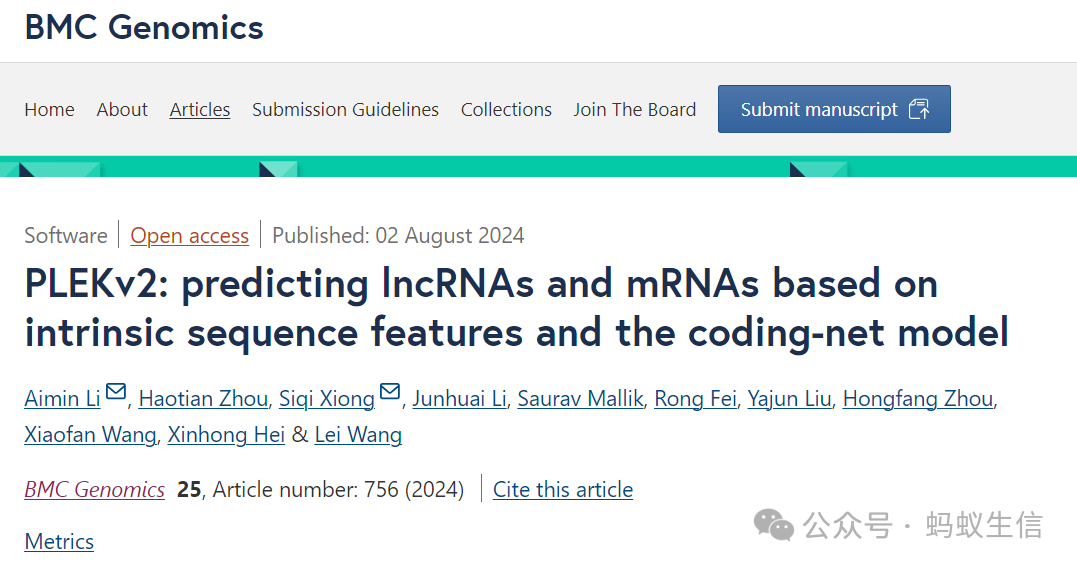 BMC Genomics
Home About Articles Submission Guidelines Collections Join The Board Submit manuscript
Software Open access Published: 02 August 2024
PLEKv2: predicting lncRNAs and mRNAs based on
intrinsic sequence features and the coding-net model
Aimin Li, Haotian Zhou, Siqi Xiong, Junhuai Li, Saurav Mallik, Rong Fei, Yajun Liu, Hongfang Zhou,
Xiaofan Wang, Xinhong Hei & Lei Wang
BMC Genomics 25, Article number: 756 (2024) Cite this article
公众号 · 蚂蚁生信
Metrics